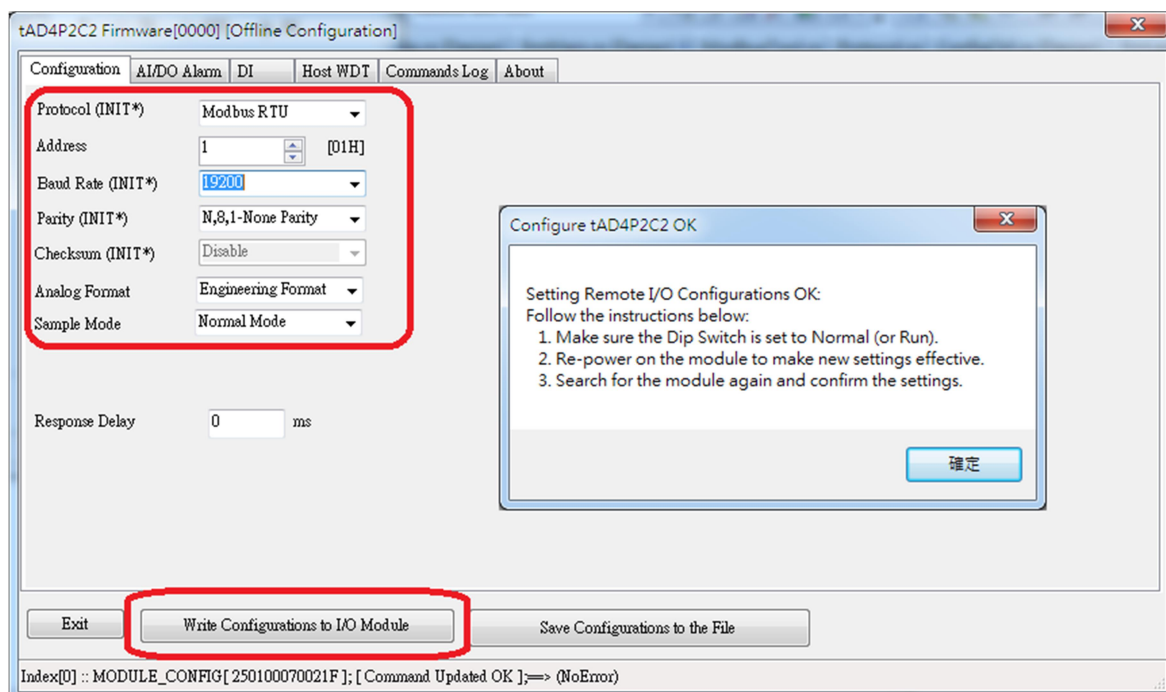 tAD4P2C2 Firmware[0000] [Offline Configuration]
Configuration AI/DO Alarm DI Host WDT Commands Log About
Protocol (INIT*) Modbus RTU
Address 1 [01H]
Baud Rate (INIT*) 19200
Parity (INIT*) N,8,1-None Parity
Checksum (INIT*) Disable
Analog Format Engineering Format
Sample Mode Normal Mode
Response Delay 0 ms
Configure tAD4P2C2 OK
Setting Remote I/O Configurations OK:
Follow the instructions below:
1. Make sure the Dip Switch is set to Normal (or Run).
2. Re-power on the module to make new settings effective.
3. Search for the module again and confirm the settings.
確定
Exit Write Configurations to I/O Module Save Configurations to the File
Index[0] :: MODULE_CONFIG[ 250100070021F ]; [ Command Updated OK ];==> (NoError)